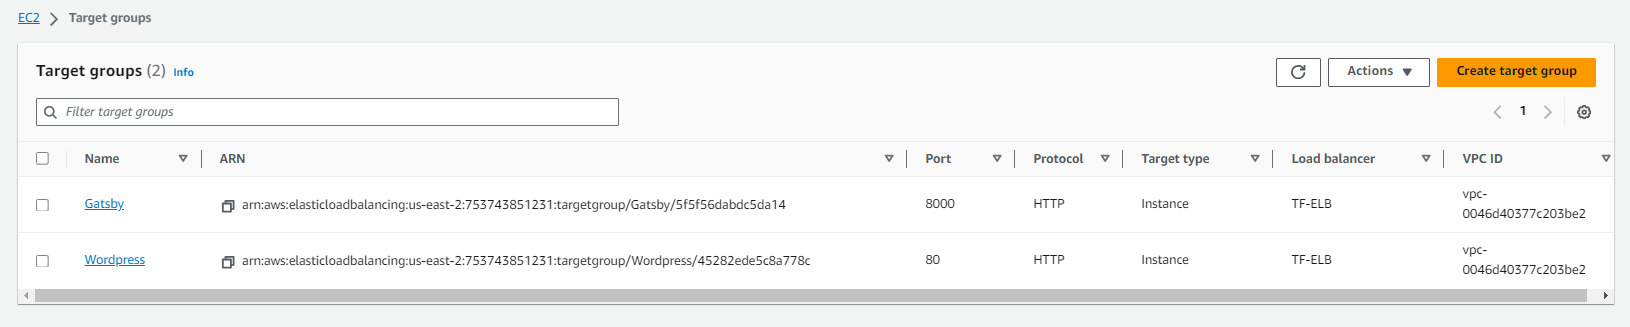 EC2 Target groups
Target groups (2) Info
Actions
Create target group
Filter target groups
1
Name ARN Port Protocol Target type Load balancer VPC ID
Gatsby arn:aws:elasticloadbalancing:us-east-2:753743851231:targetgroup/Gatsby/5f5f56dabdc5da14 8000 HTTP Instance TF-ELB vpc-
0046d40377c203be2
Wordpress arn:aws:elasticloadbalancing:us-east-2:753743851231:targetgroup/Wordpress/45282ede5c8a778c 80 HTTP Instance TF-ELB vpc-
0046d40377c203be2